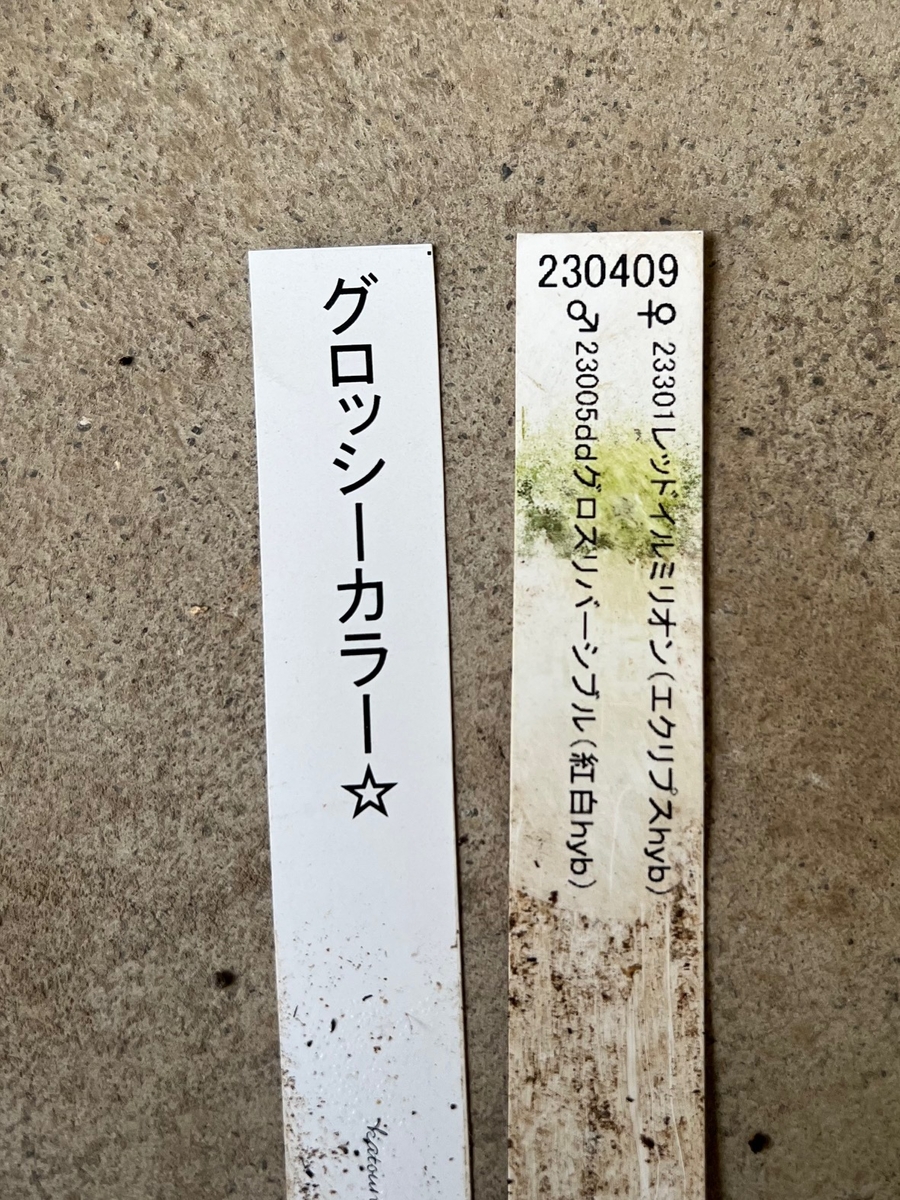 グロッシーカラー☆
230409
♀ 23301レッドイルミリオン(エクリプスhyb)
♂23005ddグロスリバーシブル(紅白hyb)